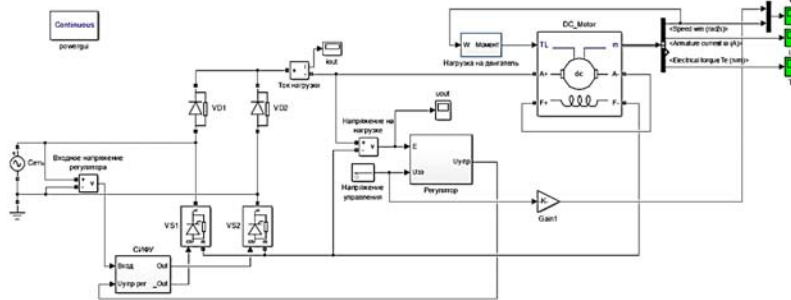 Continuous
powergui
DC_Motor
W Момент
Нагрузка на двигатель
TL
m
<Speed wm (rad/s)>
<Armature current ia (A)>
<Electrical torque Te (n m)>
A+
dc
A-
F+
F-
Iout
Ток нагрузки
VD1
VD2
uout
Напряжение на
нагрузке
v
E
Uупр
Uзз
Регулятор
Напряжение
управления
-K-
Gain1
Сеть
Входное напряжение
регулятора
v
VS1
VS2
СИФУ
Вход
Out
Uупр рег
_Out